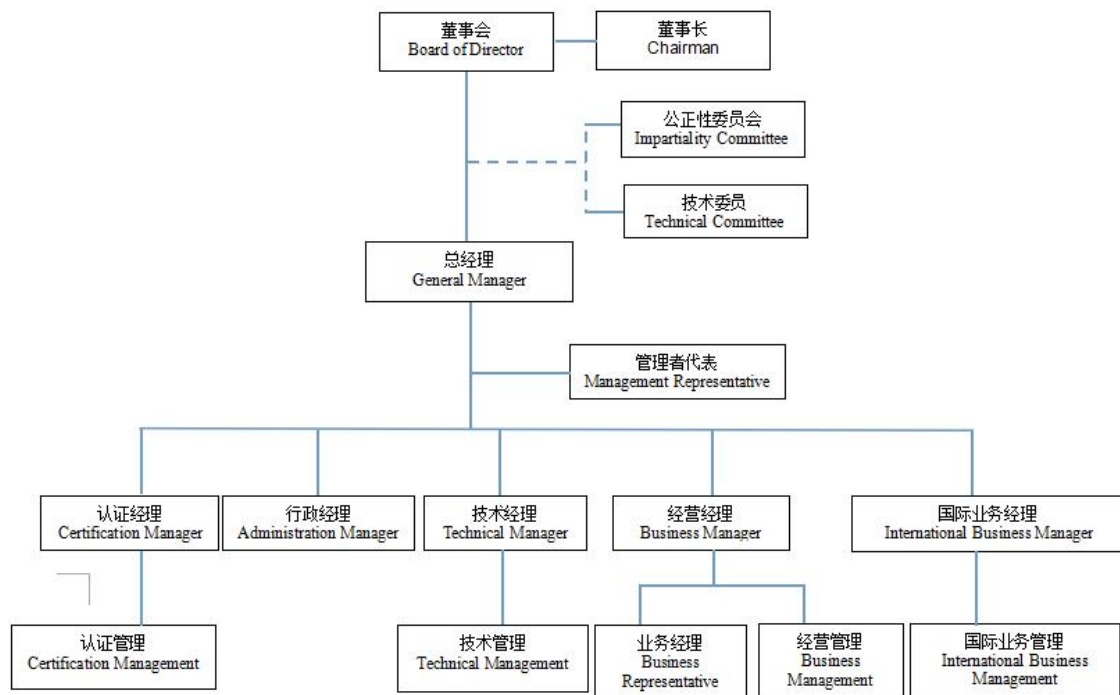 董事会
Board of Director
董事长
Chairman
公正性委员会
Impartiality Committee
技术委员
Technical Committee
总经理
General Manager
管理者代表
Management Representative
认证经理
Certification Manager
行政经理
Administration Manager
技术经理
Technical Manager
经营经理
Business Manager
国际业务经理
International Business Manager
认证管理
Certification Management
技术管理
Technical Management
业务经理
Business
Representative
经营管理
Business
Management
国际业务管理
International Business
Management